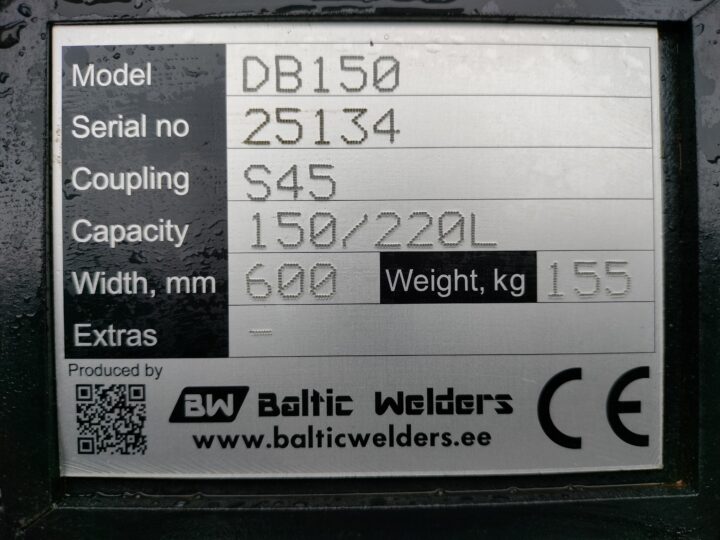 Model DB150
Serial no 25134
Coupling S45
Capacity 150/220L
Width, mm 600 Weight, kg 155
Extras -
Produced by
BW Baltic Welders CE
www.balticwelders.ee